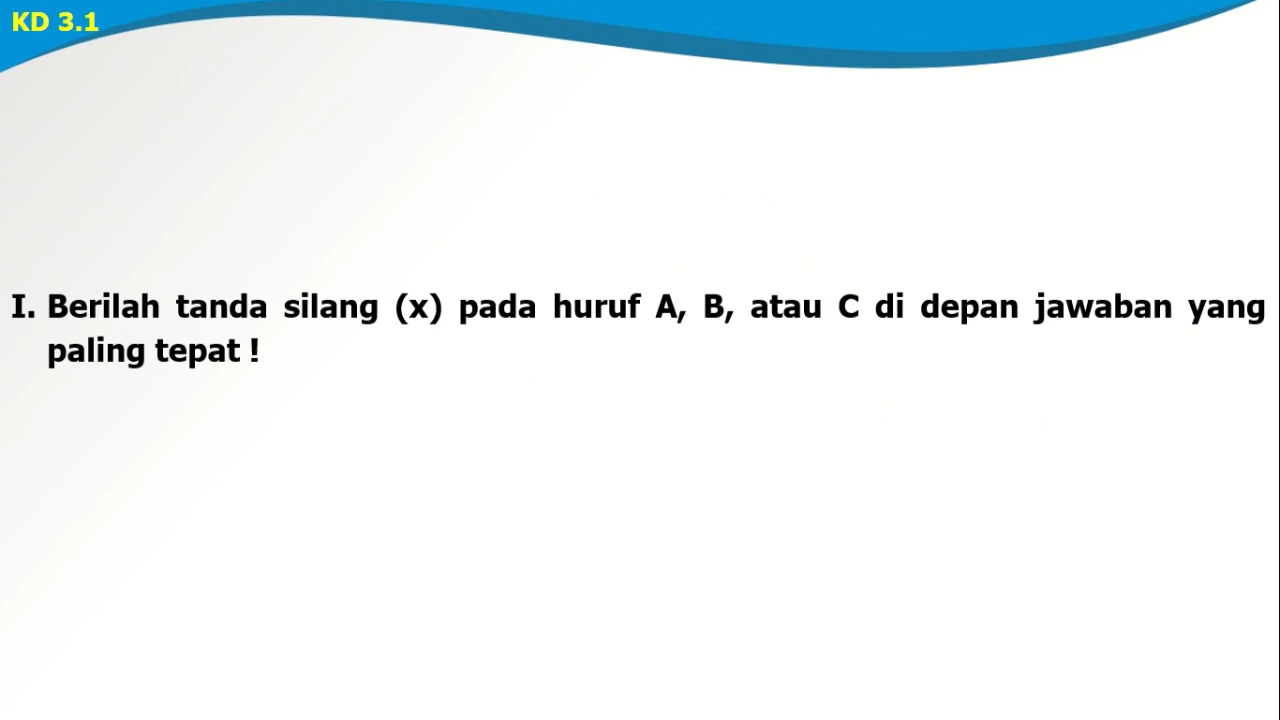 KD 3.1
I. Berilah tanda silang (x) pada huruf A, B, atau C di depan jawaban yang
paling tepat !